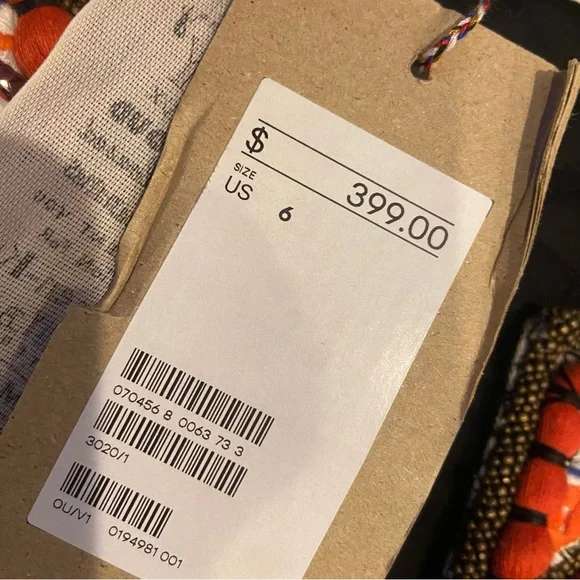 $ 399.00
SIZE
US 6
070456 8 0063 73 3
3020/1
OU/V1 0194981 001